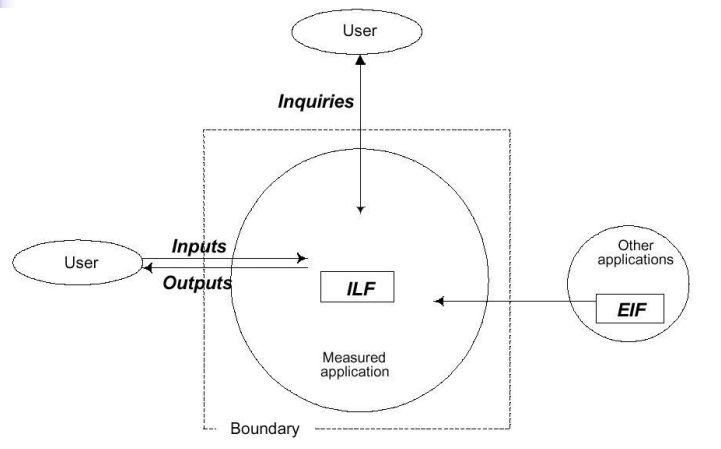 User
Inquiries
Inputs
User
Outputs
ILF
Other
applications
EIF
Measured
application
Boundary